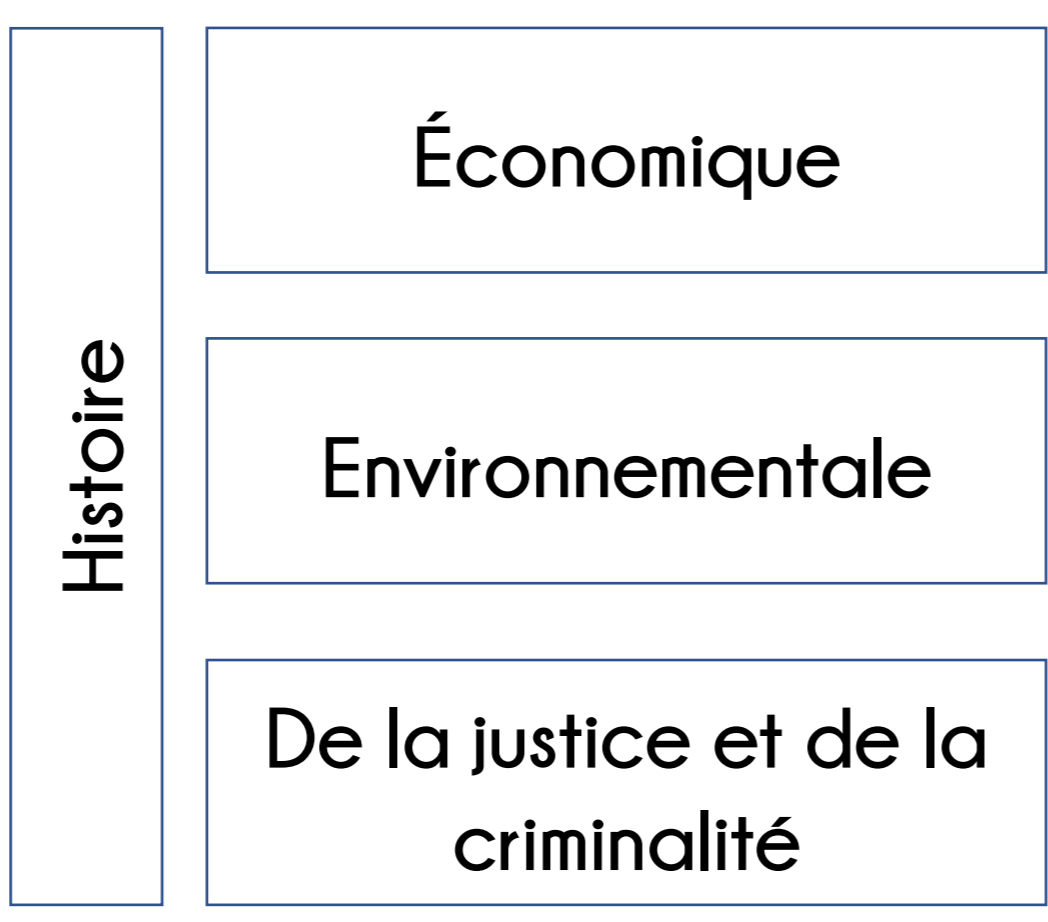 Histoire
Économique
Environnementale
De la justice et de la
criminalité